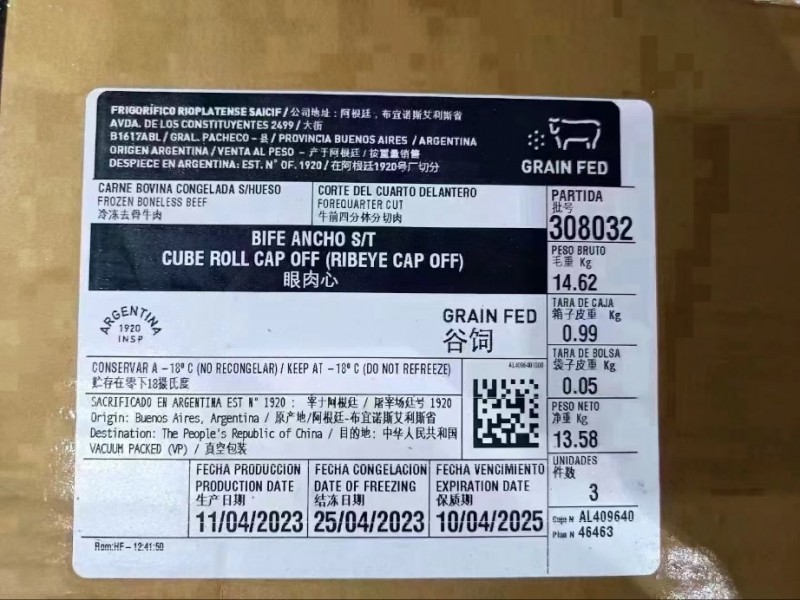 FRIGORÍFICO RIOPLATENSE SAICIF / 公司地址：阿根廷，布宜诺斯艾利斯省
AVDA. DE LOS CONSTITUYENTES 2499 / 大街
B1617ABL / GRAL. PACHECO - 县 / PROVINCIA BUENOS AIRES / ARGENTINA
ORIGEN ARGENTINA / VENTA AL PESO - 产于阿根廷 / 按重量销售
DESPIECE EN ARGENTINA: EST. N° OF. 1920 / 在阿根廷1920号厂切分
GRAIN FED
CARNE BOVINA CONGELADA S/HUESO
FROZEN BONELESS BEEF
冷冻去骨牛肉
CORTE DEL CUARTO DELANTERO
FOREQUARTER CUT
牛前四分体分切肉
BIFE ANCHO S/T
CUBE ROLL CAP OFF (RIBEYE CAP OFF)
眼肉心
ARGENTINA
1920
INSP
GRAIN FED
谷饲
CONSERVAR A -18° C (NO RECONGELAR) / KEEP AT -18° C (DO NOT REFREEZE)
贮存在零下18摄氏度
SACRIFICADO EN ARGENTINA EST N° 1920 : 宰于阿根廷 / 屠宰场厂号 1920
Origin: Buenos Aires, Argentina / 原产地/阿根廷-布宜诺斯艾利斯省
Destination: The People's Republic of China / 目的地: 中华人民共和国
VACUUM PACKED (VP) / 真空包装
FECHA PRODUCCION
PRODUCTION DATE
生产日期
11/04/2023
FECHA CONGELACION
DATE OF FREEZING
结冻日期
25/04/2023
FECHA VENCIMIENTO
EXPIRATION DATE
保质期
10/04/2025
PARTIDA
批号
308032
PESO BRUTO
毛重 Kg
14.62
TARA DE CAJA
箱子皮重 Kg
0.99
TARA DE BOLSA
袋子皮重 Kg
0.05
PESO NETO
净重 Kg
13.58
UNIDADES
件数
3
Caja N AL409640
46463
Rom:HF - 12:41:50